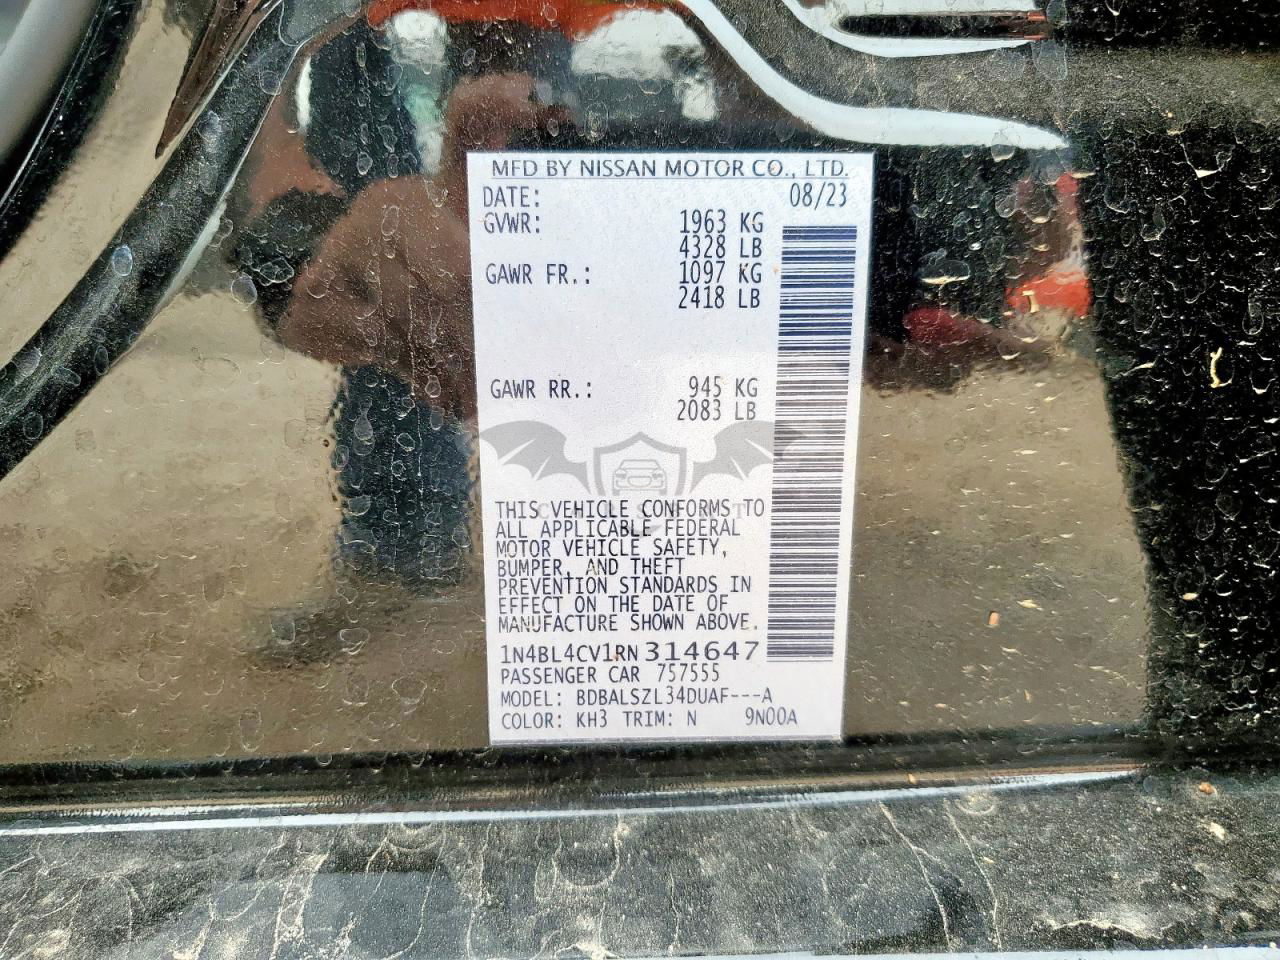 MFD BY NISSAN MOTOR CO., LTD.
DATE: 08/23
GVWR: 1963 KG
4328 LB
GAWR FR.: 1097 KG
2418 LB
GAWR RR.: 945 KG
2083 LB
THIS VEHICLE CONFORMS TO
ALL APPLICABLE FEDERAL
MOTOR VEHICLE SAFETY,
BUMPER, AND THEFT
PREVENTION STANDARDS IN
EFFECT ON THE DATE OF
MANUFACTURE SHOWN ABOVE.
1N4BL4CV1RN314647
PASSENGER CAR 757555
MODEL: BDBALSZL34DUAF---A
COLOR: KH3 TRIM: N 9N00A